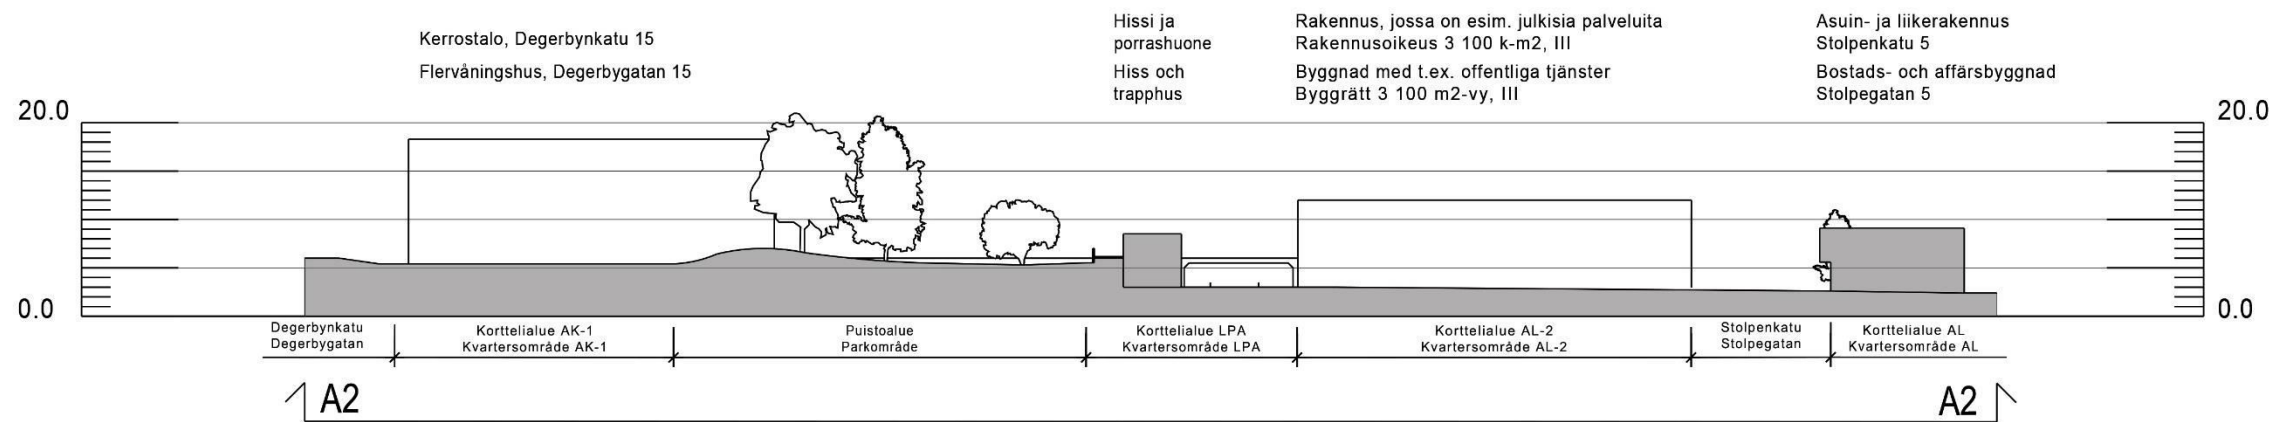 Kerrostalo, Degerbynkatu 15
Flervåningshus, Degerbygatan 15
Hissi ja
porrashuone
Hiss och
trapphus
Rakennus, jossa on esim. julkisia palveluita
Rakennusoikeus 3 100 k-m2, III
Byggnad med t.ex. offentliga tjänster
Byggrätt 3 100 m2-vy, III
Asuin- ja liikerakennus
Stolpenkatu 5
Bostads- och affärsbyggnad
Stolpegatan 5
20.0
20.0
0.0
0.0
Degerbynkatu
Degerbygatan
Korttelialue AK-1
Kvartersområde AK-1
Puistoalue
Parkområde
Korttelialue LPA
Kvartersområde LPA
Korttelialue AL-2
Kvartersområde AL-2
Stolpenkatu
Stolpegatan
Korttelialue AL
Kvartersområde AL
A2
A2